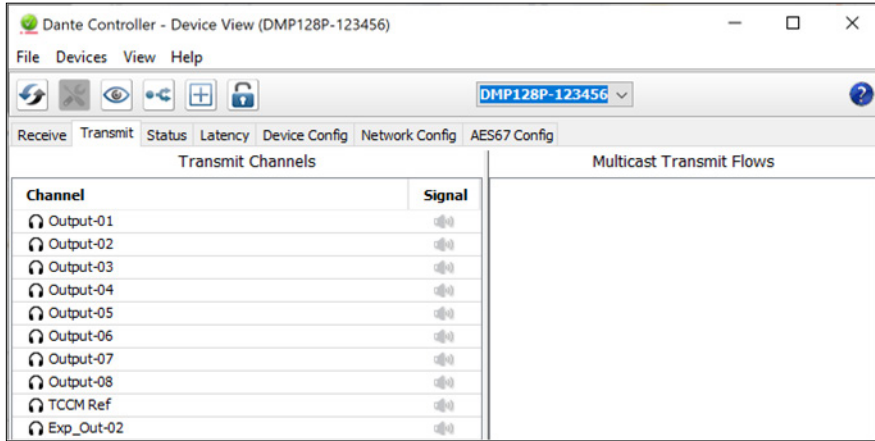 Dante Controller - Device View (DMP128P-123456)
File Devices View Help
DMP128P-123456
Receive Transmit Status Latency Device Config Network Config AES67 Config
Transmit Channels
Multicast Transmit Flows
Channel Signal
Output-01
Output-02
Output-03
Output-04
Output-05
Output-06
Output-07
Output-08
TCCM Ref
Exp_Out-02